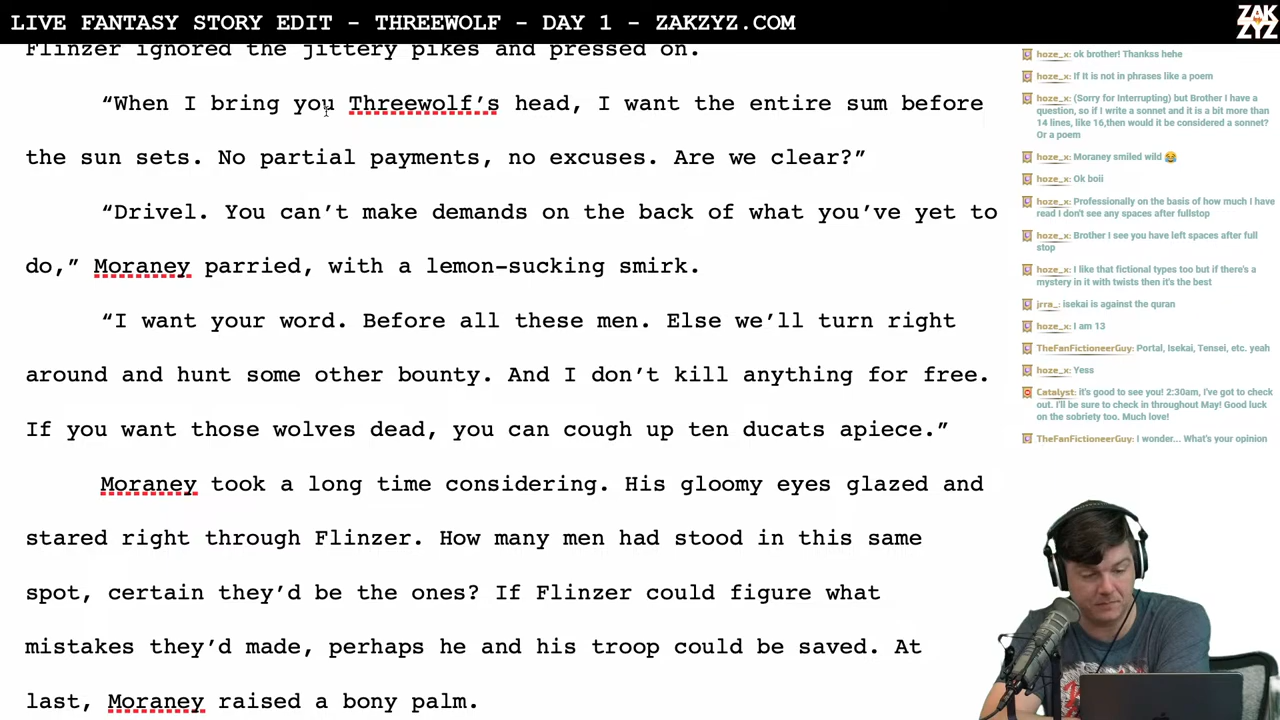 LIVE FANTASY STORY EDIT - THREEWOLF - DAY 1 - ZAKZYZ.COM
ZAK
ZYZ
Flinzer ignored the jittery pikes and pressed on.
“When I bring you Threewolf’s head, I want the entire sum before
the sun sets. No partial payments, no excuses. Are we clear?”
“Drivel. You can’t make demands on the back of what you’ve yet to
do,” Moraney parried, with a lemon-sucking smirk.
“I want your word. Before all these men. Else we’ll turn right
around and hunt some other bounty. And I don’t kill anything for free.
If you want those wolves dead, you can cough up ten ducats apiece.”
Moraney took a long time considering. His gloomy eyes glazed and
stared right through Flinzer. How many men had stood in this same
spot, certain they’d be the ones? If Flinzer could figure what
mistakes they’d made, perhaps he and his troop could be saved. At
last, Moraney raised a bony palm.
hoze_x: ok brother! Thankss hehe
hoze_x: If It is not in phrases like a poem
hoze_x: (Sorry for Interrupting) but Brother I have a
question, so if I write a sonnet and it is a bit more than
14 lines, like 16,then would it be considered a sonnet?
Or a poem
hoze_x: Moraney smiled wild 😂
hoze_x: Ok boii
hoze_x: Professionally on the basis of how much I have
read I don't see any spaces after fullstop
hoze_x: Brother I see you have left spaces after full
stop
hoze_x: I like that fictional types too but if there's a
mystery in it with twists then it's the best
jrra_: isekai is against the quran
hoze_x: I am 13
TheFanFictioneerGuy: Portal, Isekai, Tensei, etc. yeah
hoze_x: Yess
Catalyst: it's good to see you! 2:30am, I've got to check
out. I'll be sure to check in throughout May! Good luck
on the sobriety too. Much love!
TheFanFictioneerGuy: I wonder... What's your opinion